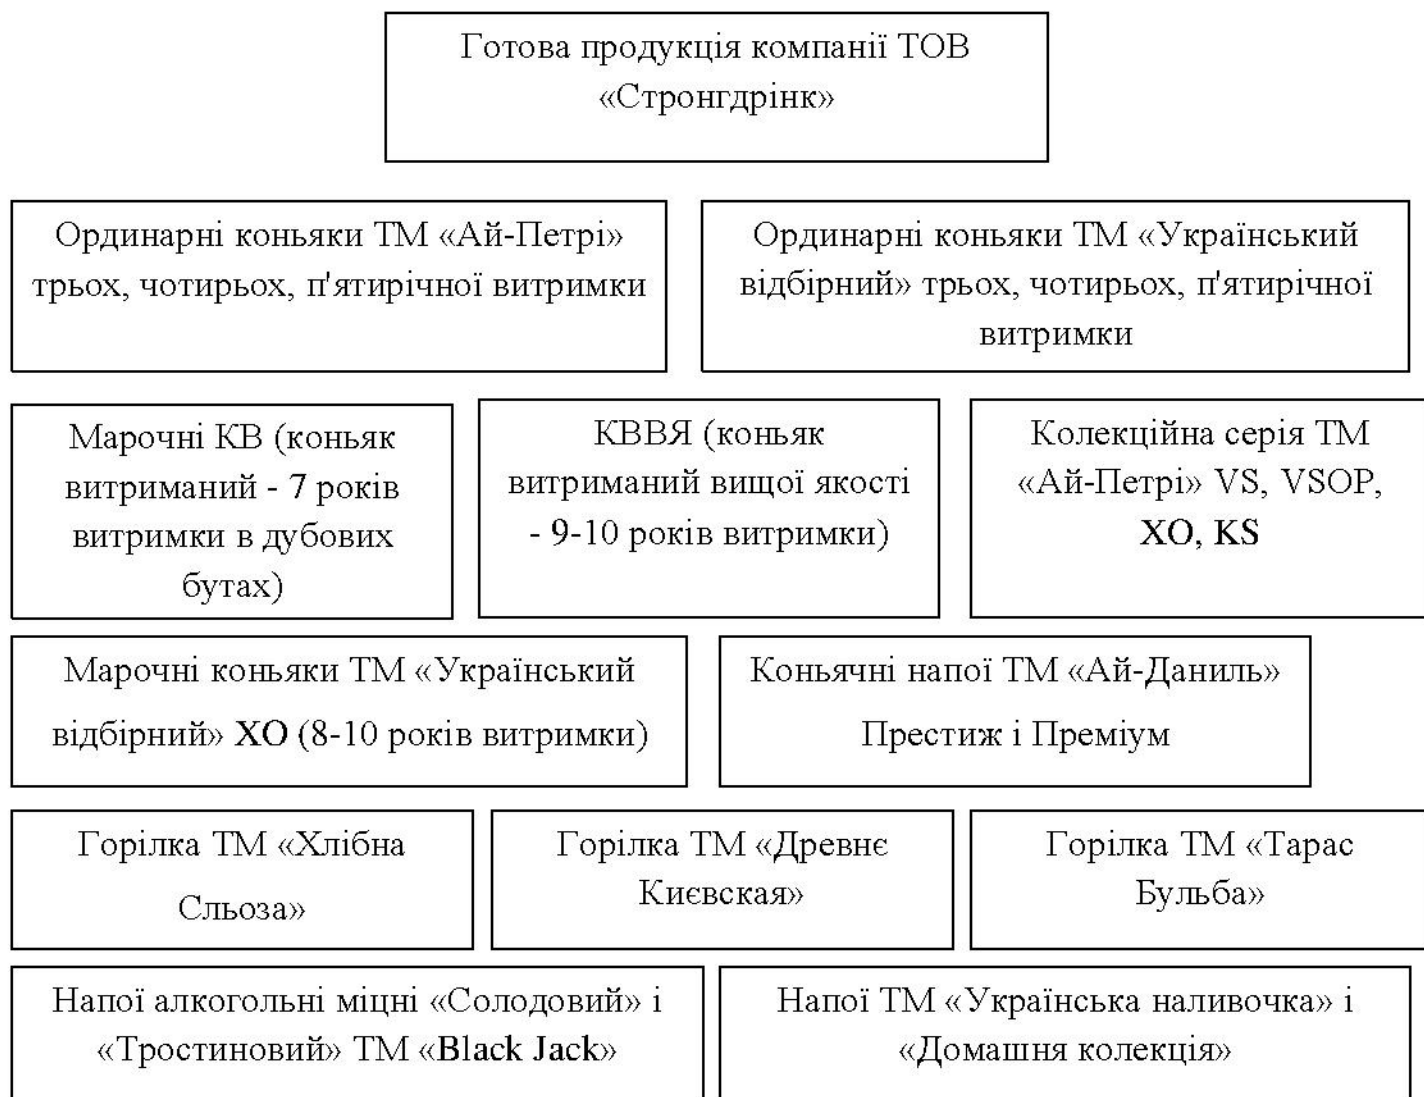 Готова продукція компанії ТОВ
«Стронгдрінк»
Ординарні коньяки ТМ «Ай-Петрі»
трьох, чотирьох, п'ятирічної витримки
Ординарні коньяки ТМ «Український
відбірний» трьох, чотирьох, п'ятирічної
витримки
Марочні КВ (коньяк
витриманий - 7 років
витримки в дубових
бутах)
КВВЯ (коньяк
витриманий вищої якості
- 9-10 років витримки)
Колекційна серія ТМ
«Ай-Петрі» VS, VSOP,
XO, KS
Марочні коньяки ТМ «Український
відбірний» XO (8-10 років витримки)
Коньячні напої ТМ «Ай-Даниль»
Престиж і Преміум
Горілка ТМ «Хлібна
Сльоза»
Горілка ТМ «Древнє
Києвская»
Горілка ТМ «Тарас
Бульба»
Напої алкогольні міцні «Солодовий» і
«Тростиновий» ТМ «Black Jack»
Напої ТМ «Українська наливочка» і
«Домашня колекція»